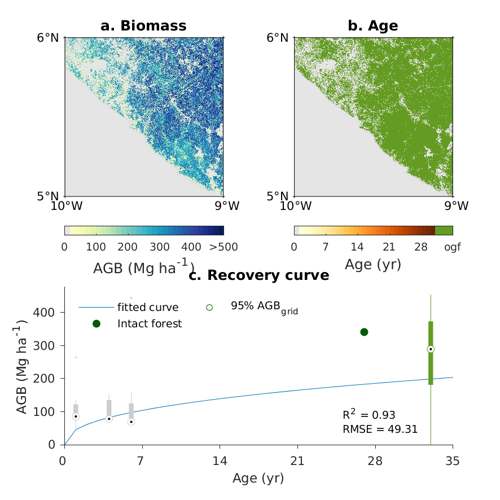 a. Biomass
b. Age
6°N
5°N
10°W
9°W
6°N
5°N
10°W
9°W
0 100 200 300 400 >500
AGB (Mg ha⁻¹)
0 7 14 21 28 ogf
Age (yr)
c. Recovery curve
fitted curve
95% AGB_grid
Intact forest
400
300
200
100
0
AGB (Mg ha⁻¹)
R² = 0.93
RMSE = 49.31
0 7 14 21 28 35
Age (yr)